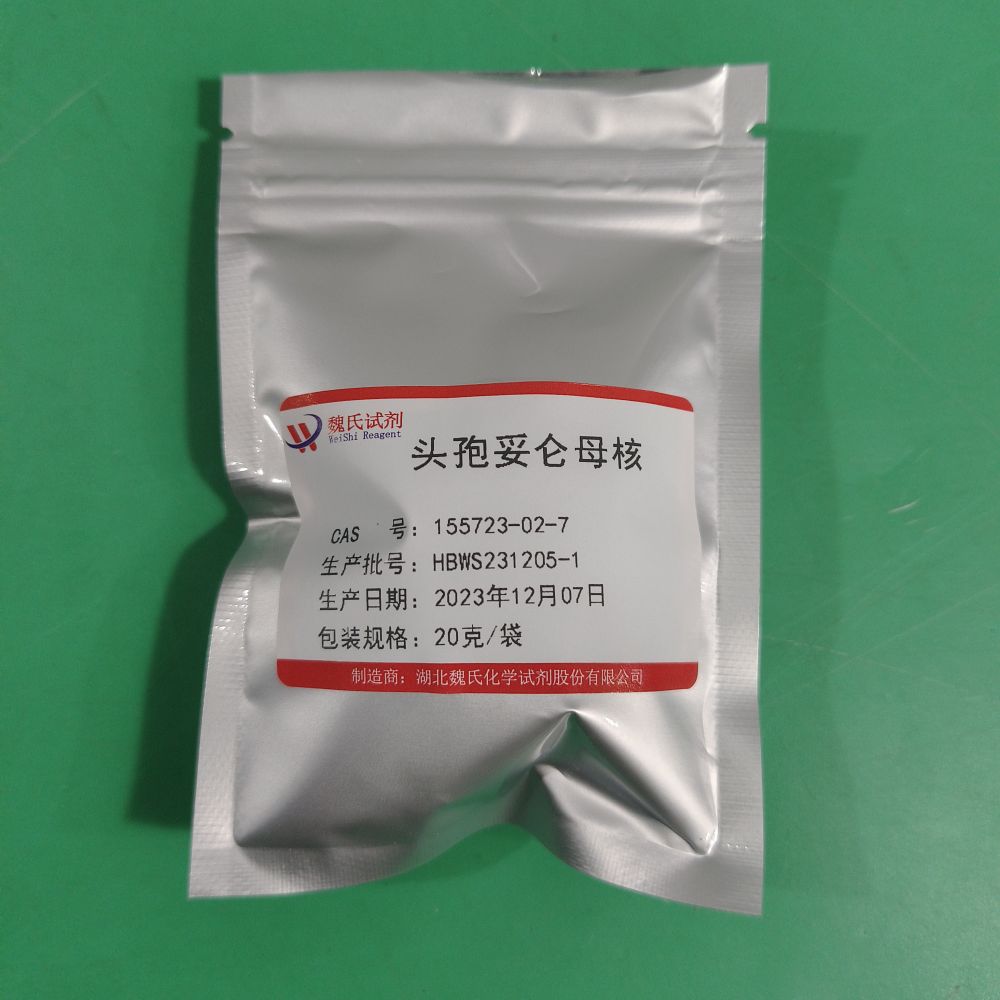 魏氏试剂
WeiShi Reagent
头孢妥仑母核
CAS 号：155723-02-7
生产批号：HBWS231205-1
生产日期：2023年12月07日
包装规格：20克/袋
制造商：湖北魏氏化学试剂股份有限公司